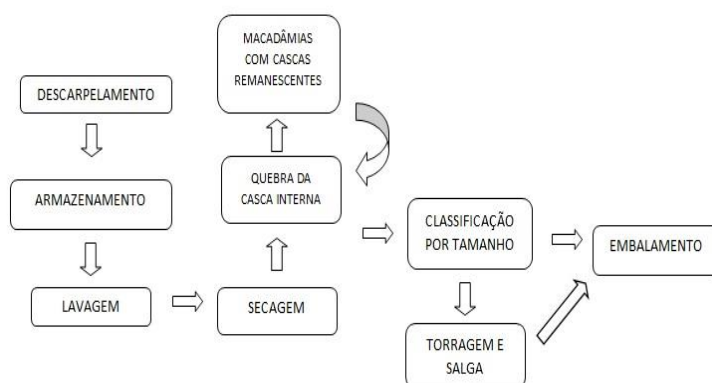 DESCARPELAMENTO
ARMAZENAMENTO
LAVAGEM
SECAGEM
QUEBRA DA
CASCA INTERNA
MACADÂMIAS
COM CASCAS
REMANESCENTES
CLASSIFICAÇÃO
POR TAMANHO
TORRAGEM E
SALGA
EMBALAMENTO